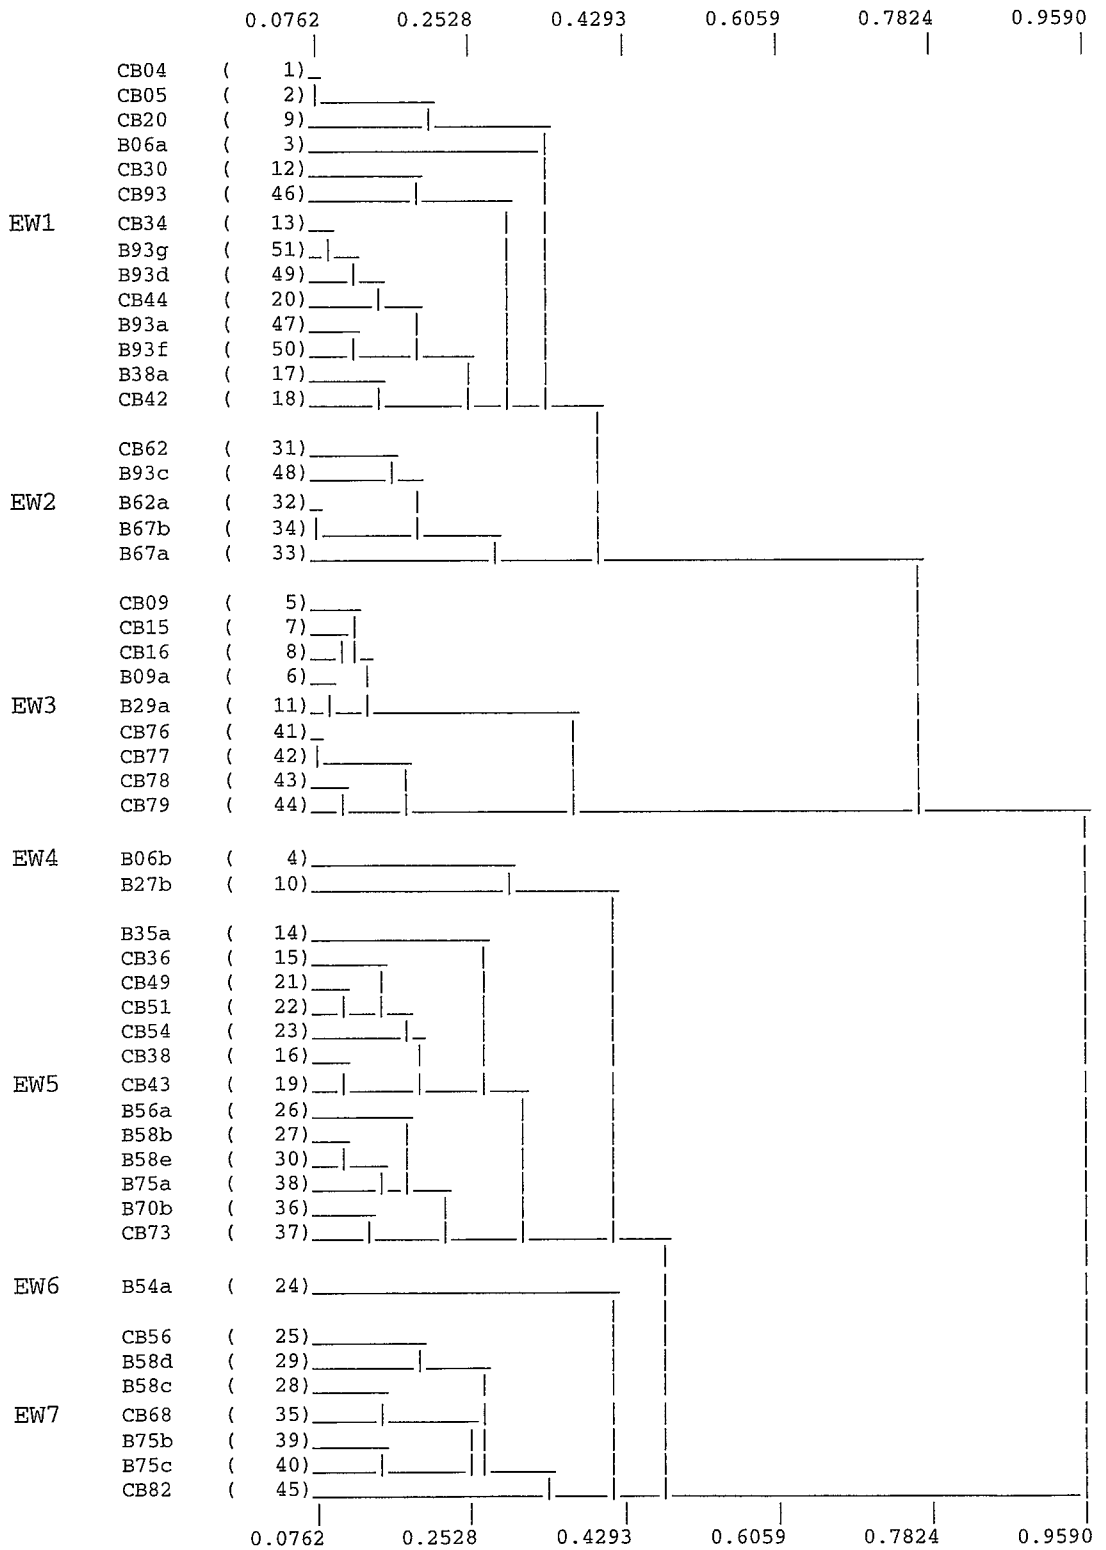 0.0762 0.2528 0.4293 0.6059 0.7824 0.9590
CB04 ( 1)
CB05 ( 2)
CB20 ( 9)
B06a ( 3)
CB30 ( 12)
CB93 ( 46)
EW1 CB34 ( 13)
B93g ( 51)
B93d ( 49)
CB44 ( 20)
B93a ( 47)
B93f ( 50)
B38a ( 17)
CB42 ( 18)
CB62 ( 31)
B93c ( 48)
EW2 B62a ( 32)
B67b ( 34)
B67a ( 33)
CB09 ( 5)
CB15 ( 7)
CB16 ( 8)
B09a ( 6)
EW3 B29a ( 11)
CB76 ( 41)
CB77 ( 42)
CB78 ( 43)
CB79 ( 44)
EW4 B06b ( 4)
B27b ( 10)
B35a ( 14)
CB36 ( 15)
CB49 ( 21)
CB51 ( 22)
CB54 ( 23)
CB38 ( 16)
EW5 CB43 ( 19)
B56a ( 26)
B58b ( 27)
B58e ( 30)
B75a ( 38)
B70b ( 36)
CB73 ( 37)
EW6 B54a ( 24)
CB56 ( 25)
B58d ( 29)
B58c ( 28)
EW7 CB68 ( 35)
B75b ( 39)
B75c ( 40)
CB82 ( 45)
0.0762 0.2528 0.4293 0.6059 0.7824 0.9590